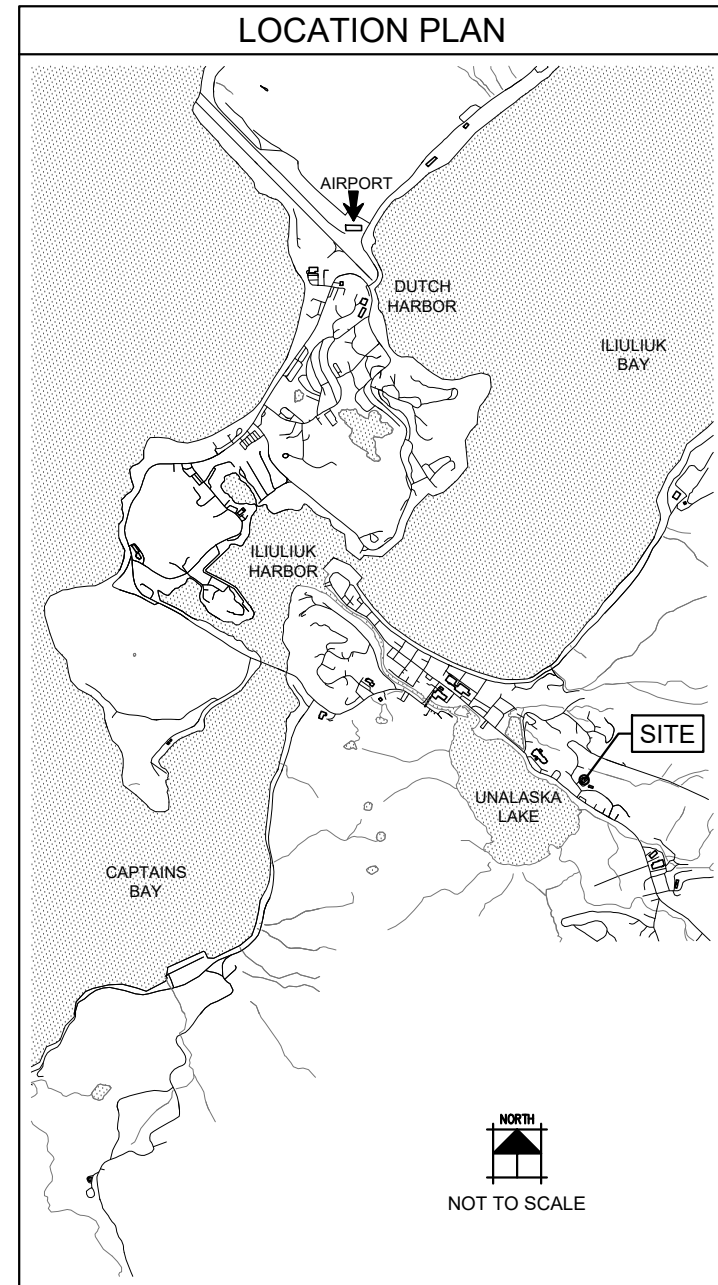 LOCATION PLAN
AIRPORT
DUTCH
HARBOR
ILIULIUK
BAY
ILIULIUK
HARBOR
SITE
UNALASKA
LAKE
CAPTAINS
BAY
NORTH
NOT TO SCALE